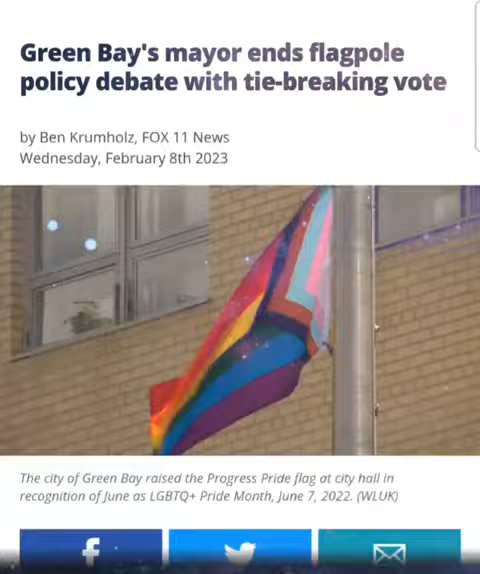 Green Bay's mayor ends flagpole
policy debate with tie-breaking vote
by Ben Krumholz, FOX 11 News
Wednesday, February 8th 2023
The city of Green Bay raised the Progress Pride flag at city hall in
recognition of June as LGBTQ+ Pride Month, June 7, 2022. (WLUK)